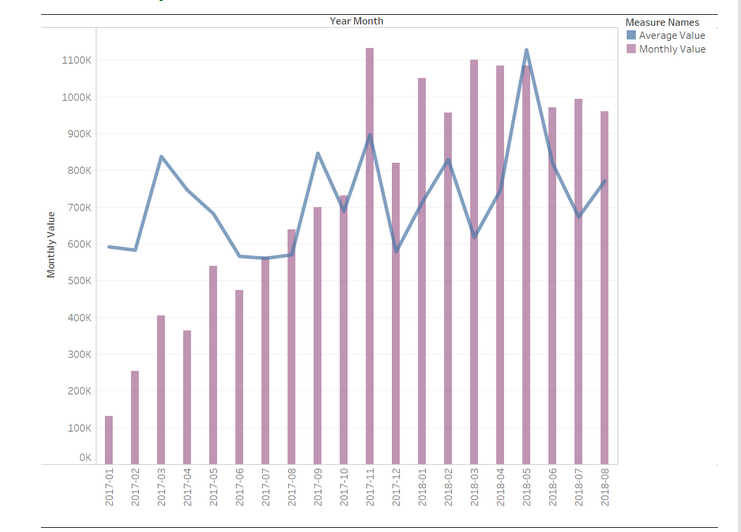 Year Month
Measure Names
Average Value
Monthly Value
1100K
1000K
900K
800K
700K
600K
500K
400K
300K
200K
100K
0K
Monthly Value
2017-01
2017-02
2017-03
2017-04
2017-05
2017-06
2017-07
2017-08
2017-09
2017-10
2017-11
2017-12
2018-01
2018-02
2018-03
2018-04
2018-05
2018-06
2018-07
2018-08